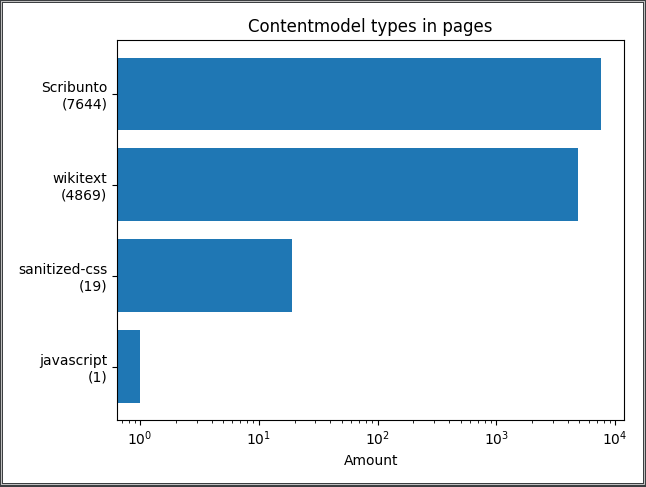 Contentmodel types in pages
Scribunto
(7644)
wikitext
(4869)
sanitized-css
(19)
javascript
(1)
10⁰ 10¹ 10² 10³ 10⁴
Amount